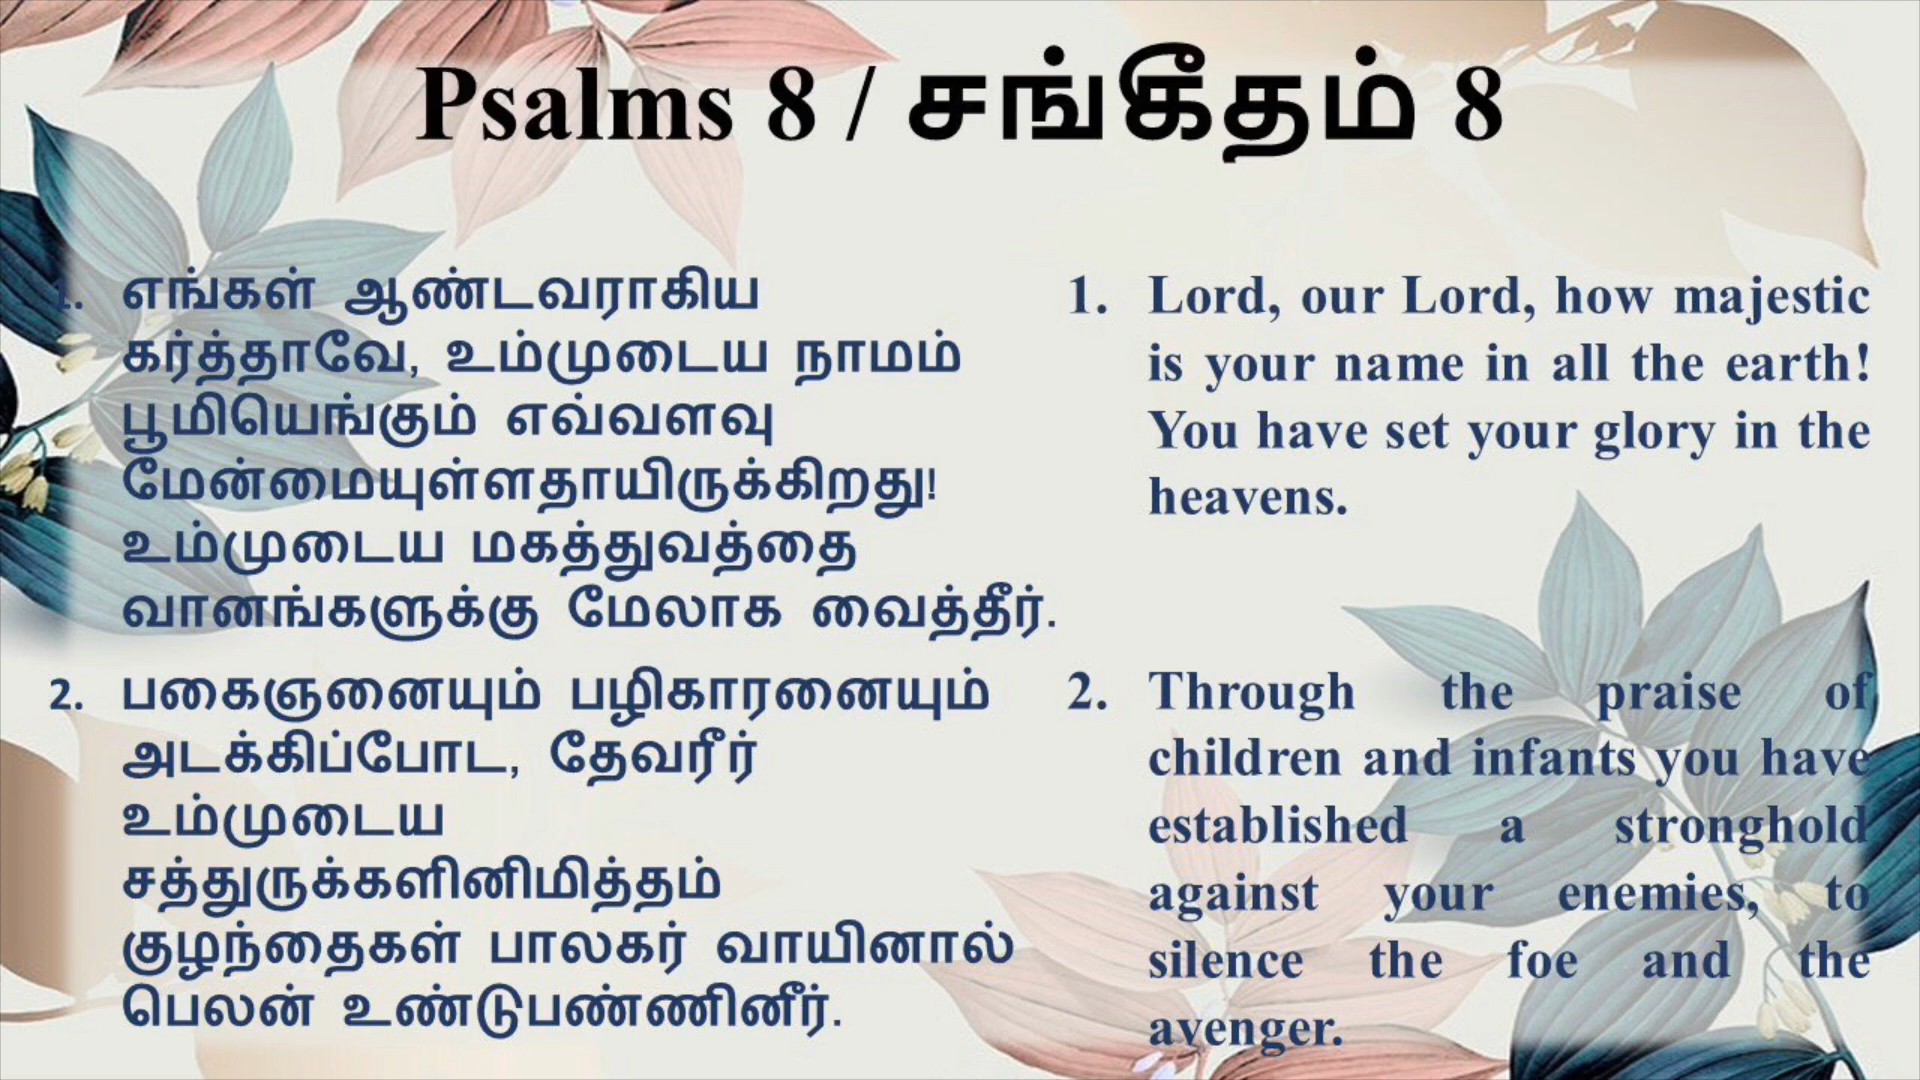 Psalms 8 / சங்கீதம் 8
1. எங்கள் ஆண்டவராகிய
கர்த்தாவே, உம்முடைய நாமம்
பூமியெங்கும் எவ்வளவு
மேன்மையுள்ளதாயிருக்கிறது!
உம்முடைய மகத்துவத்தை
வானங்களுக்கு மேலாக வைத்தீர்.
2. பகைஞனையும் பழிகாரனையும்
அடக்கிப்போட, தேவரீர்
உம்முடைய
சத்துருக்களினிமித்தம்
குழந்தைகள் பாலகர் வாயினால்
பெலன் உண்டுபண்ணினீர்.
1. Lord, our Lord, how majestic
is your name in all the earth!
You have set your glory in the
heavens.
2. Through the praise of
children and infants you have
established a stronghold
against your enemies, to
silence the foe and the
avenger.